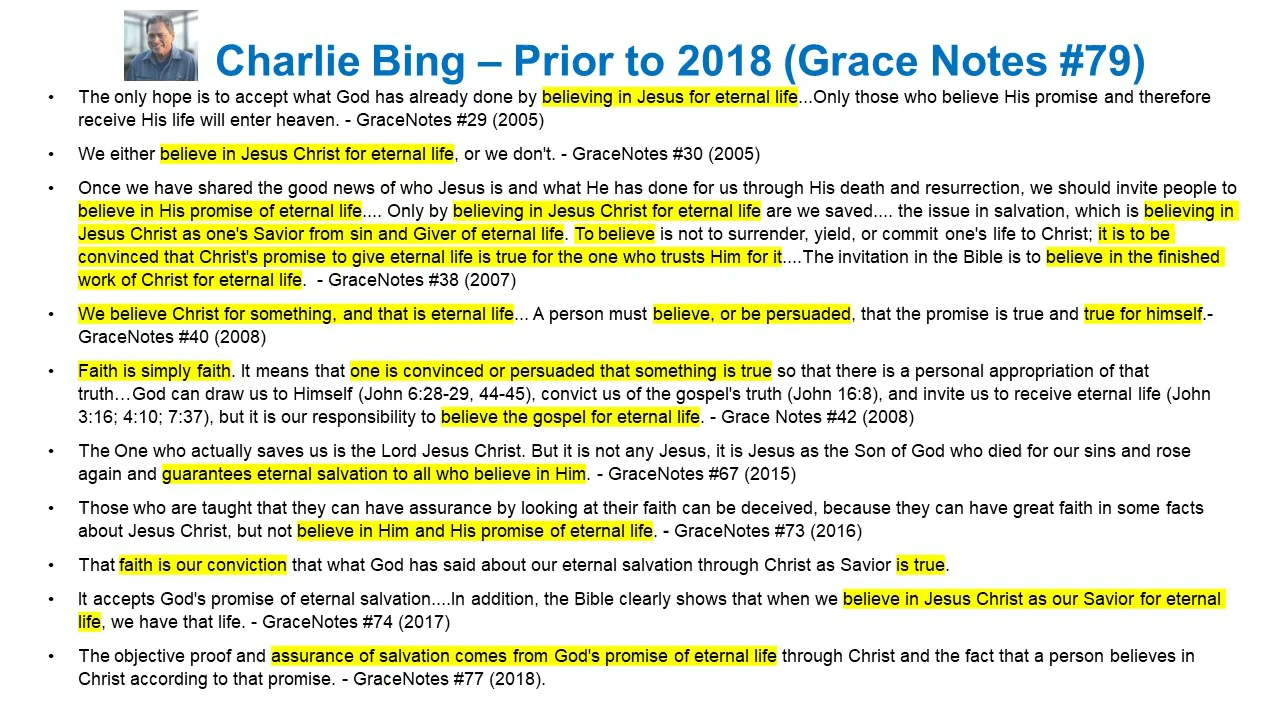 Charlie Bing – Prior to 2018 (Grace Notes #79)
• The only hope is to accept what God has already done by believing in Jesus for eternal life...Only those who believe His promise and therefore
receive His life will enter heaven. - GraceNotes #29 (2005)
• We either believe in Jesus Christ for eternal life, or we don't. - GraceNotes #30 (2005)
• Once we have shared the good news of who Jesus is and what He has done for us through His death and resurrection, we should invite people to
believe in His promise of eternal life.... Only by believing in Jesus Christ for eternal life are we saved.... the issue in salvation, which is believing in
Jesus Christ as one's Savior from sin and Giver of eternal life. To believe is not to surrender, yield, or commit one's life to Christ; it is to be
convinced that Christ's promise to give eternal life is true for the one who trusts Him for it....The invitation in the Bible is to believe in the finished
work of Christ for eternal life. - GraceNotes #38 (2007)
• We believe Christ for something, and that is eternal life... A person must believe, or be persuaded, that the promise is true and true for himself.-
GraceNotes #40 (2008)
• Faith is simply faith. It means that one is convinced or persuaded that something is true so that there is a personal appropriation of that
truth…God can draw us to Himself (John 6:28-29, 44-45), convict us of the gospel's truth (John 16:8), and invite us to receive eternal life (John
3:16; 4:10; 7:37), but it is our responsibility to believe the gospel for eternal life. - Grace Notes #42 (2008)
• The One who actually saves us is the Lord Jesus Christ. But it is not any Jesus, it is Jesus as the Son of God who died for our sins and rose
again and guarantees eternal salvation to all who believe in Him. - GraceNotes #67 (2015)
• Those who are taught that they can have assurance by looking at their faith can be deceived, because they can have great faith in some facts
about Jesus Christ, but not believe in Him and His promise of eternal life. - GraceNotes #73 (2016)
• That faith is our conviction that what God has said about our eternal salvation through Christ as Savior is true.
• It accepts God's promise of eternal salvation....In addition, the Bible clearly shows that when we believe in Jesus Christ as our Savior for eternal
life, we have that life. - GraceNotes #74 (2017)
• The objective proof and assurance of salvation comes from God's promise of eternal life through Christ and the fact that a person believes in
Christ according to that promise. - GraceNotes #77 (2018).